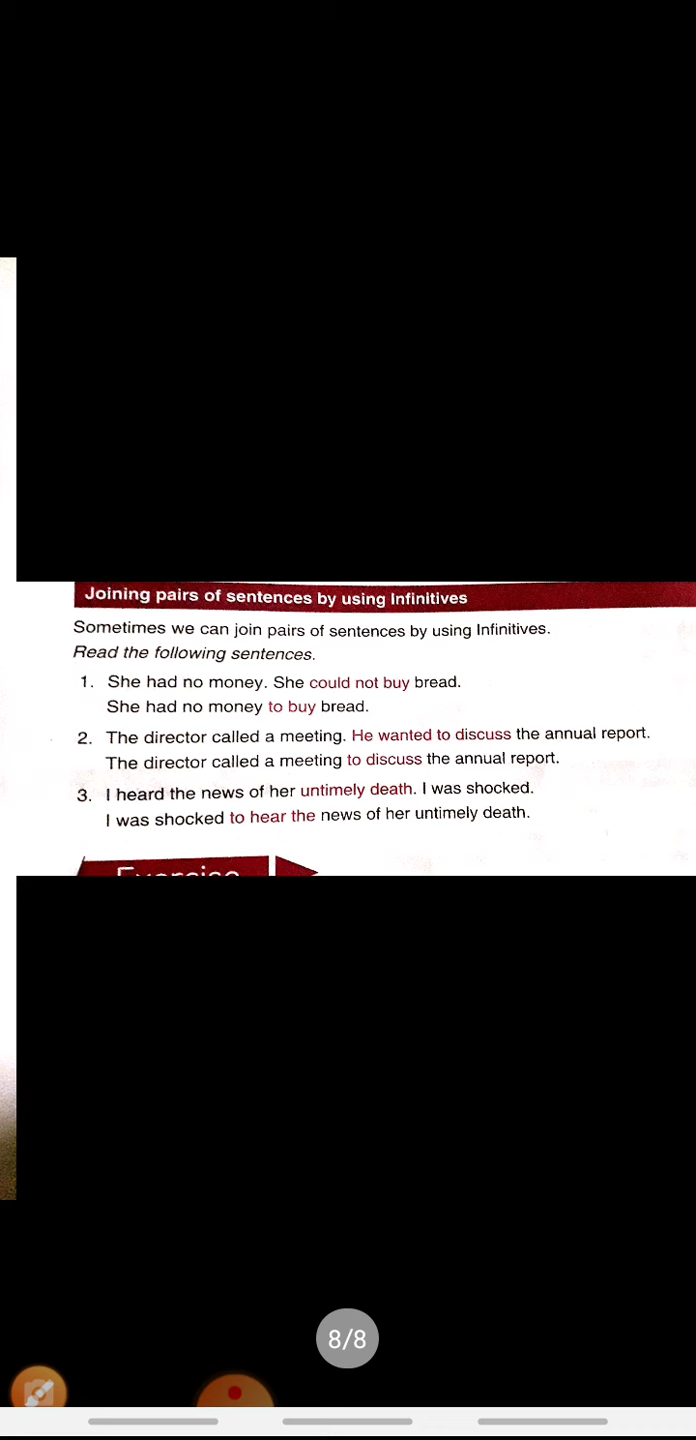 Joining pairs of sentences by using Infinitives
Sometimes we can join pairs of sentences by using Infinitives.
Read the following sentences.
1. She had no money. She could not buy bread.
She had no money to buy bread.
2. The director called a meeting. He wanted to discuss the annual report.
The director called a meeting to discuss the annual report.
3. I heard the news of her untimely death. I was shocked.
I was shocked to hear the news of her untimely death.
Exercise
8/8